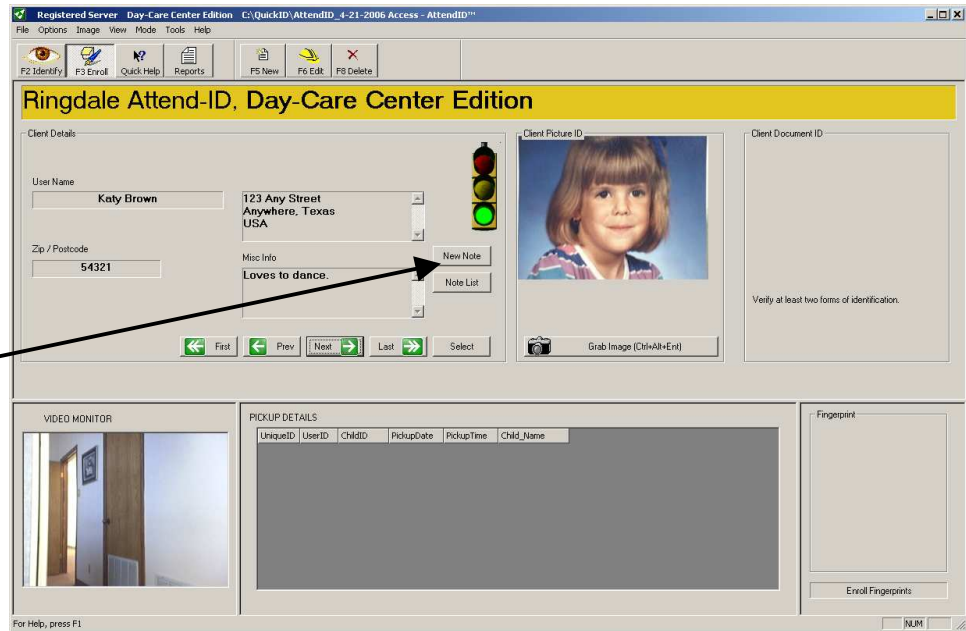 Registered Server Day-Care Center Edition C:\QuickID\AttendID_4-21-2006 Access - AttendID™
File Options Image View Mode Tools Help
F2 Identify F3 Enroll Quick Help Reports F5 New F6 Edit F8 Delete
Ringdale Attend-ID, Day-Care Center Edition
Client Details
User Name
Katy Brown
123 Any Street
Anywhere, Texas
USA
Zip / Postcode
54321
Misc Info
Loves to dance.
New Note
Note List
First Prev Next Last Select
Client Picture ID
Grab Image (Ctrl+Alt+Ent)
Client Document ID
Verify at least two forms of identification.
VIDEO MONITOR
PICKUP DETAILS
UniqueID UserID ChildID PickupDate PickupTime Child_Name
Fingerprint
Enroll Fingerprints
For Help, press F1
NUM